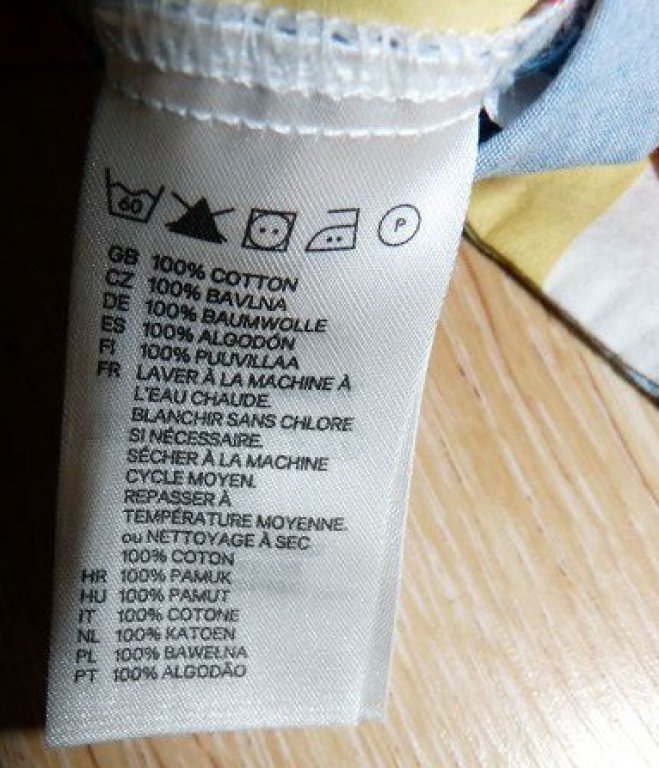 60 P
GB 100% COTTON
CZ 100% BAVLNA
DE 100% BAUMWOLLE
ES 100% ALGODÓN
FI 100% PUUVILLAA
FR LAVER À LA MACHINE À
L'EAU CHAUDE.
BLANCHIR SANS CHLORE
SI NÉCESSAIRE.
SÉCHER À LA MACHINE
CYCLE MOYEN.
REPASSER À
TEMPÉRATURE MOYENNE.
ou NETTOYAGE À SEC
100% COTON
HR 100% PAMUK
HU 100% PAMUT
IT 100% COTONE
NL 100% KATOEN
PL 100% BAWEŁNA
PT 100% ALGODÃO